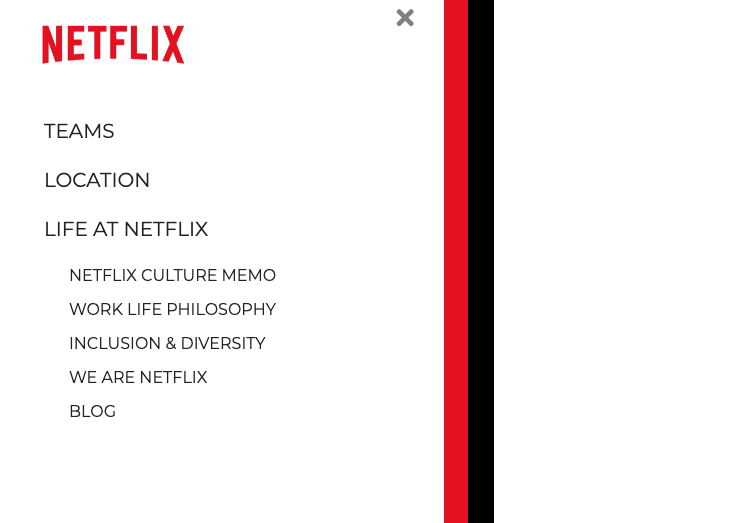 NETFLIX
TEAMS
LOCATION
LIFE AT NETFLIX
NETFLIX CULTURE MEMO
WORK LIFE PHILOSOPHY
INCLUSION & DIVERSITY
WE ARE NETFLIX
BLOG